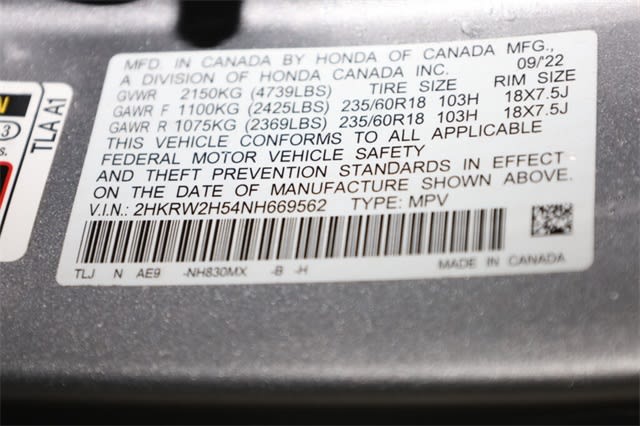 MFD. IN CANADA BY HONDA OF CANADA MFG.,
A DIVISION OF HONDA CANADA INC. 09/'22
GVWR 2150KG (4739LBS) TIRE SIZE RIM SIZE
GAWR F 1100KG (2425LBS) 235/60R18 103H 18X7.5J
GAWR R 1075KG (2369LBS) 235/60R18 103H 18X7.5J
THIS VEHICLE CONFORMS TO ALL APPLICABLE
FEDERAL MOTOR VEHICLE SAFETY
AND THEFT PREVENTION STANDARDS IN EFFECT
ON THE DATE OF MANUFACTURE SHOWN ABOVE.
V.I.N.: 2HKRW2H54NH669562 TYPE: MPV
TLJ N AE9 -NH830MX -B -H MADE IN CANADA
TLA A1
3